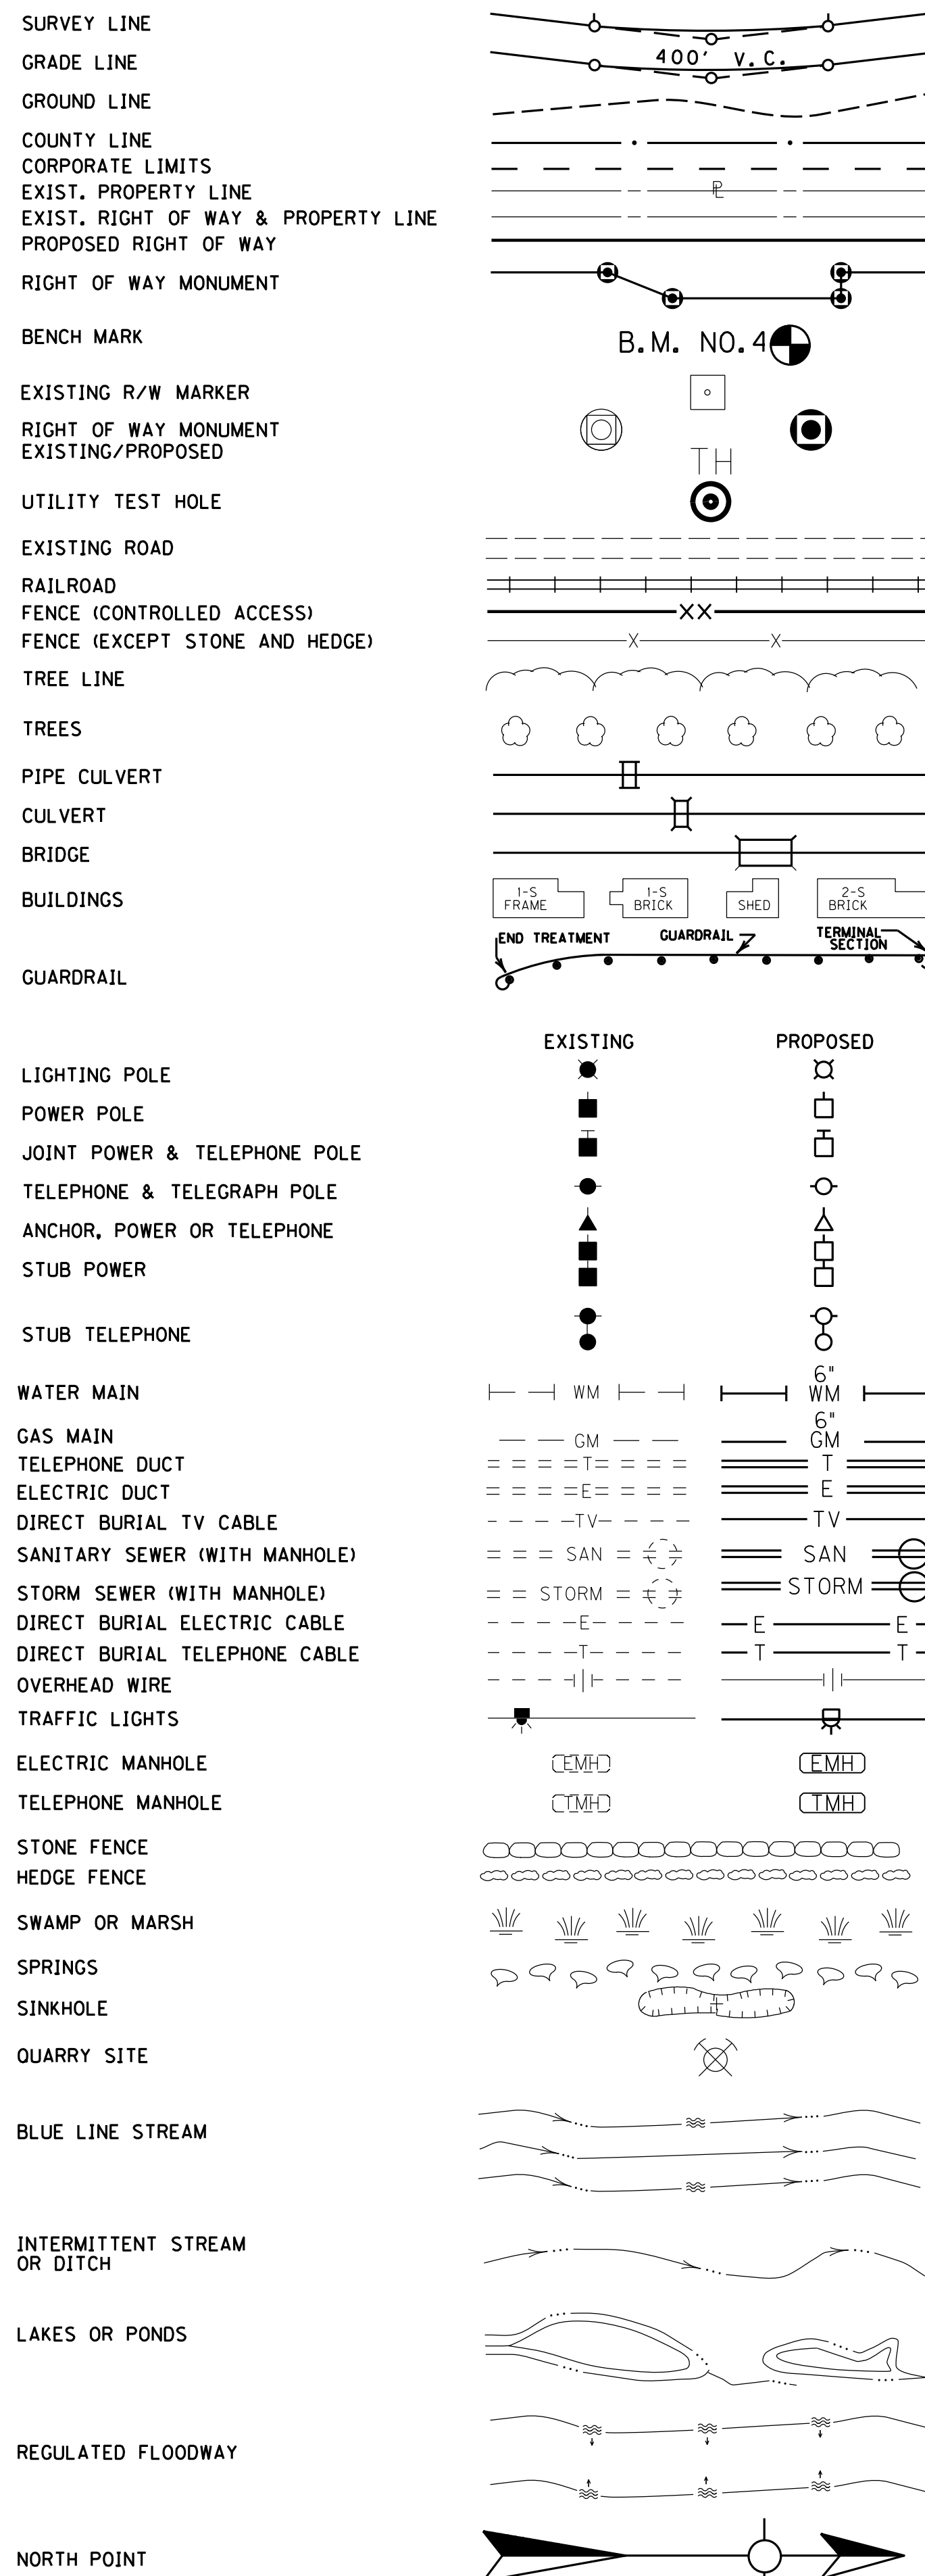 SURVEY LINE
GRADE LINE
400' V.C.
GROUND LINE
COUNTY LINE
CORPORATE LIMITS
EXIST. PROPERTY LINE
PL
EXIST. RIGHT OF WAY & PROPERTY LINE
PROPOSED RIGHT OF WAY
RIGHT OF WAY MONUMENT
BENCH MARK
B.M. NO.4
EXISTING R/W MARKER
RIGHT OF WAY MONUMENT
EXISTING/PROPOSED
TH
UTILITY TEST HOLE
EXISTING ROAD
RAILROAD
FENCE (CONTROLLED ACCESS)
XX
FENCE (EXCEPT STONE AND HEDGE)
X X
TREE LINE
TREES
PIPE CULVERT
CULVERT
BRIDGE
BUILDINGS
1-S FRAME
1-S BRICK
SHED
2-S BRICK
END TREATMENT
GUARDRAIL
TERMINAL SECTION
GUARDRAIL
EXISTING PROPOSED
LIGHTING POLE
POWER POLE
JOINT POWER & TELEPHONE POLE
TELEPHONE & TELEGRAPH POLE
ANCHOR, POWER OR TELEPHONE
STUB POWER
STUB TELEPHONE
6"
WATER MAIN WM WM
6"
GAS MAIN GM GM
TELEPHONE DUCT T T
ELECTRIC DUCT E E
DIRECT BURIAL TV CABLE TV TV
SANITARY SEWER (WITH MANHOLE) SAN SAN
STORM SEWER (WITH MANHOLE) STORM STORM
DIRECT BURIAL ELECTRIC CABLE E E E
DIRECT BURIAL TELEPHONE CABLE T T T
OVERHEAD WIRE
TRAFFIC LIGHTS
ELECTRIC MANHOLE EMH EMH
TELEPHONE MANHOLE TMH TMH
STONE FENCE
HEDGE FENCE
SWAMP OR MARSH
SPRINGS
SINKHOLE
QUARRY SITE
BLUE LINE STREAM
INTERMITTENT STREAM
OR DITCH
LAKES OR PONDS
REGULATED FLOODWAY
NORTH POINT